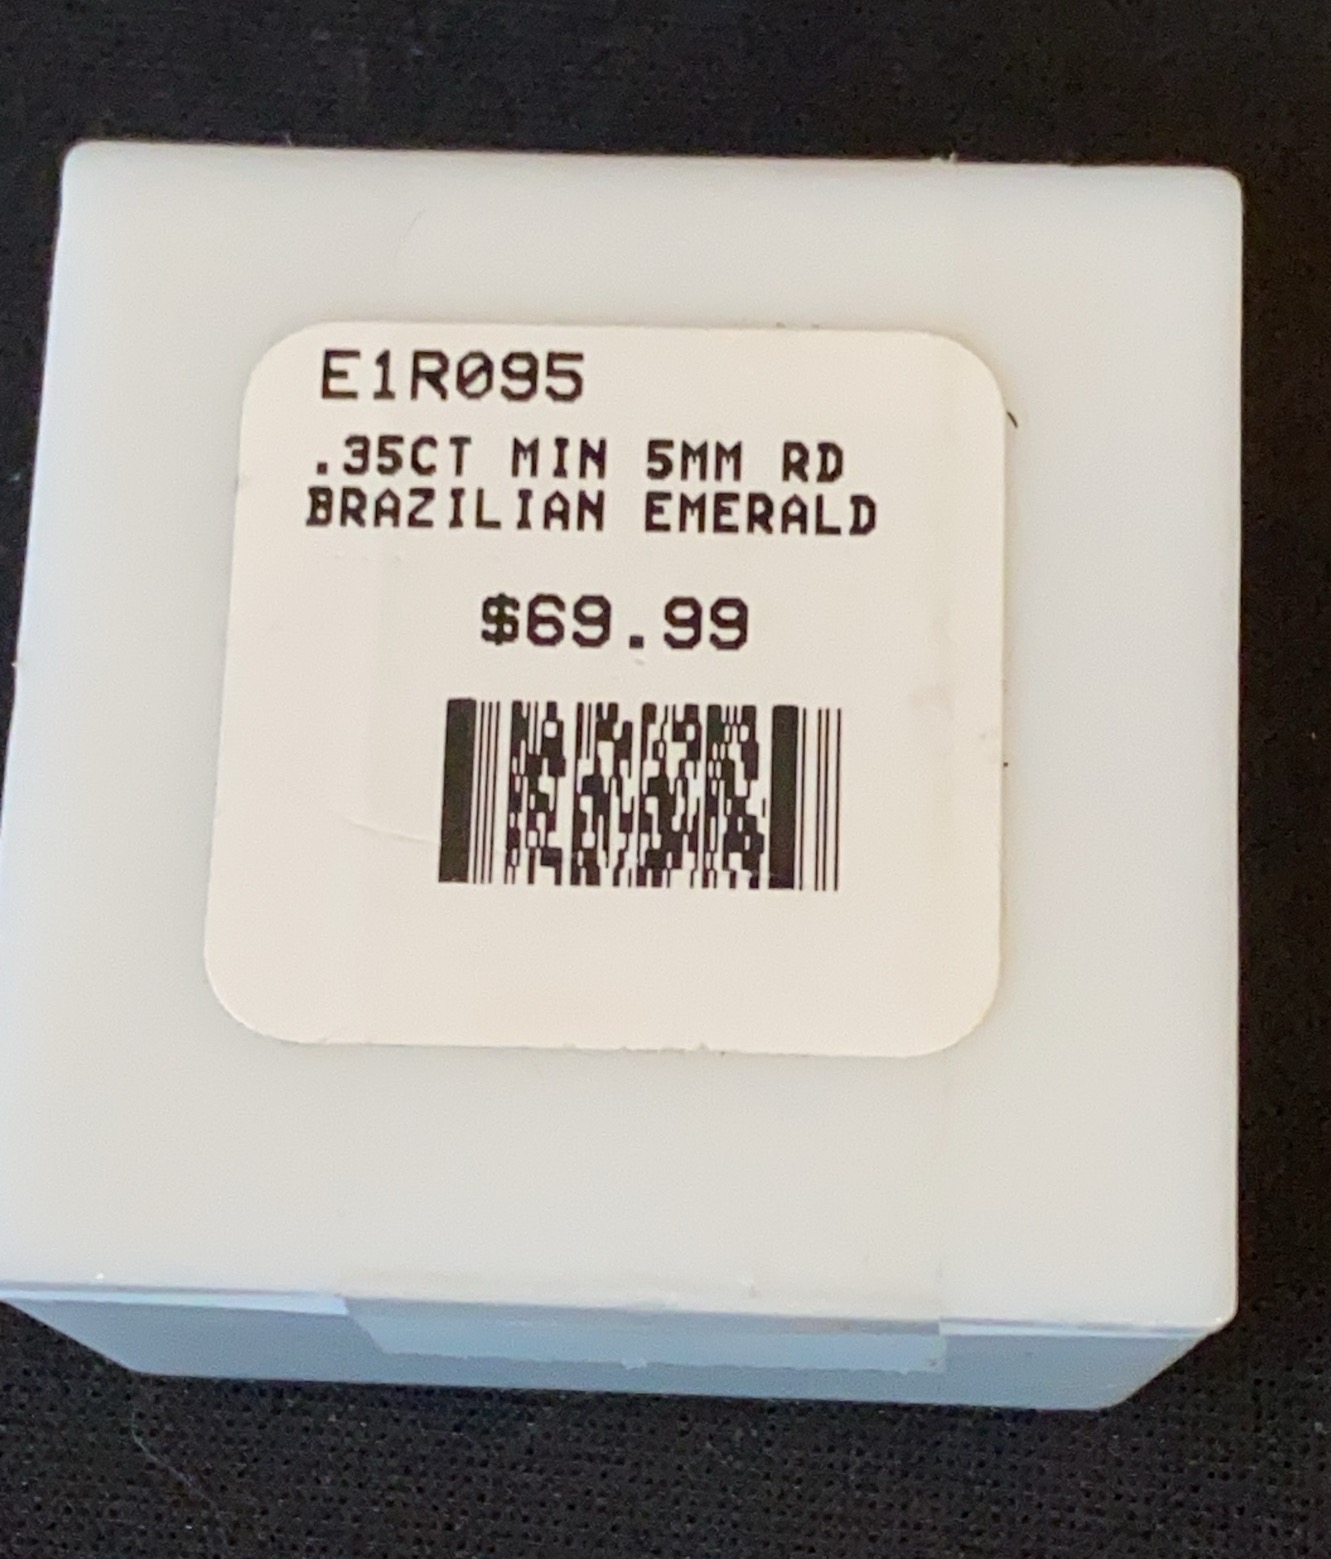 E1R095
.35CT MIN 5MM RD
BRAZILIAN EMERALD
$69.99